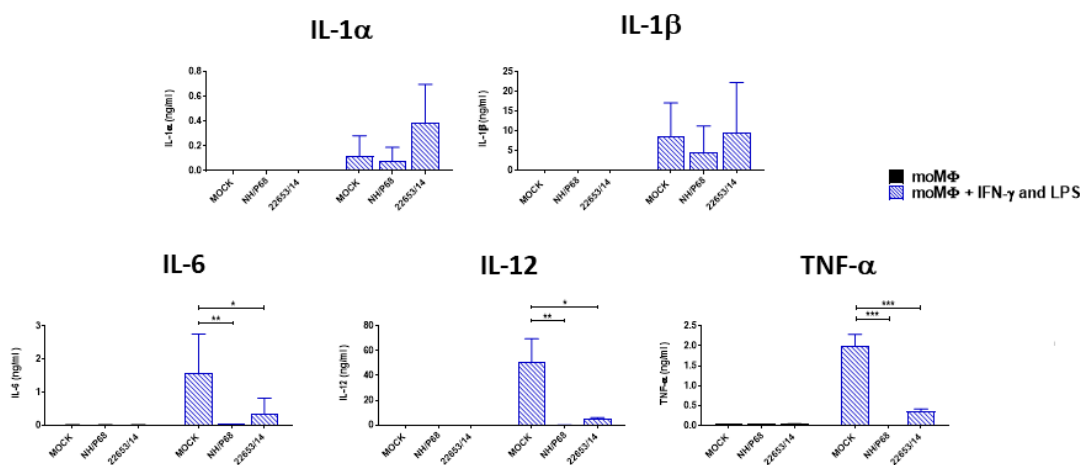 IL-1α
IL-1β
IL-1α (ng/ml)
0.8
0.6
0.4
0.2
0.0
MOCK
NH/P68
22653/14
MOCK
NH/P68
22653/14
IL-1β (ng/ml)
25
20
15
10
5
0
MOCK
NH/P68
22653/14
MOCK
NH/P68
22653/14
moMΦ
moMΦ + IFN-γ and LPS
IL-6
IL-12
TNF-α
IL-6 (ng/ml)
3
2
1
0
*
**
MOCK
NH/P68
22653/14
MOCK
NH/P68
22653/14
IL-12 (ng/ml)
80
60
40
20
0
*
**
MOCK
NH/P68
22653/14
MOCK
NH/P68
22653/14
TNF-α (ng/ml)
2.5
2.0
1.5
1.0
0.5
0.0
***
***
MOCK
NH/P68
22653/14
MOCK
NH/P68
22653/14